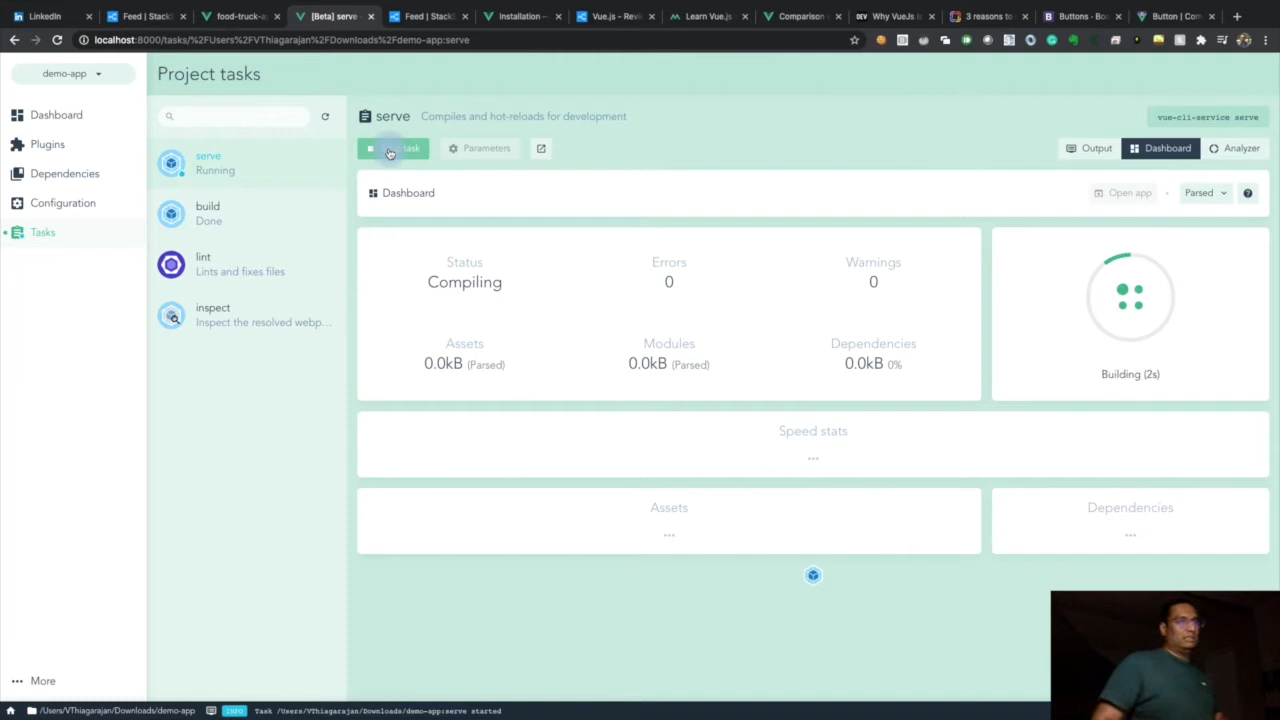 LinkedIn
Feed | Stack
food-truck-a
[Beta] serve
Feed | Stack
Installation —
Vue.js - Revi
Learn Vue.js
Comparison
DEV Why VueJs is
3 reasons to
Buttons · Boo
Button | Com
localhost:8000/tasks/%2FUsers%2FVThiagarajan%2FDownloads%2Fdemo-app:serve
demo-app
Project tasks
Dashboard
Plugins
Dependencies
Configuration
Tasks
More
serve
Running
build
Done
lint
Lints and fixes files
inspect
Inspect the resolved webp...
serve Compiles and hot-reloads for development
vue-cli-service serve
task
Parameters
Output
Dashboard
Analyzer
Dashboard
Open app
Parsed
Status
Compiling
Errors
0
Warnings
0
Assets
0.0kB (Parsed)
Modules
0.0kB (Parsed)
Dependencies
0.0kB 0%
Building (2s)
Speed stats
...
Assets
...
Dependencies
...
/Users/VThiagarajan/Downloads/demo-app
INFO Task /Users/VThiagarajan/Downloads/demo-app:serve started